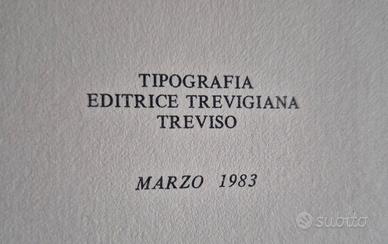 TIPOGRAFIA
EDITRICE TREVIGIANA
TREVISO
MARZO 1983
subito